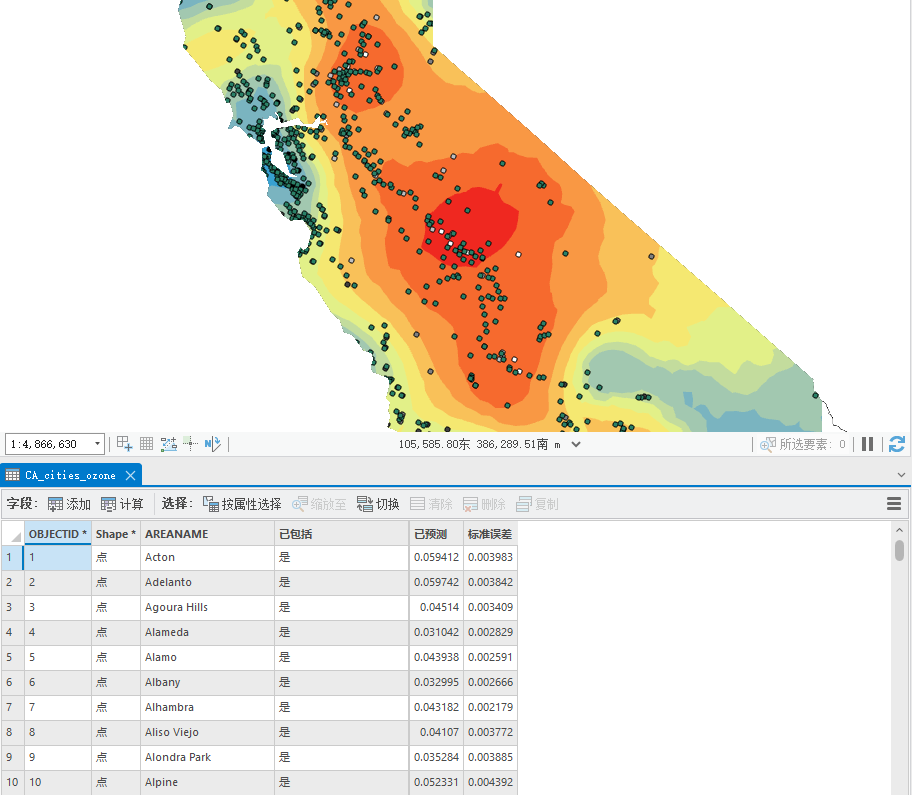 1:4,866,630 105,585.80东 386,289.51南 m 所选要素: 0
CA_cities_ozone
字段: 添加 计算 选择: 按属性选择 缩放至 切换 清除 删除 复制
OBJECTID * Shape * AREANAME 已包括 已预测 标准误差
1 1 点 Acton 是 0.059412 0.003983
2 2 点 Adelanto 是 0.059742 0.003842
3 3 点 Agoura Hills 是 0.04514 0.003409
4 4 点 Alameda 是 0.031042 0.002829
5 5 点 Alamo 是 0.043938 0.002591
6 6 点 Albany 是 0.032995 0.002666
7 7 点 Alhambra 是 0.043182 0.002179
8 8 点 Aliso Viejo 是 0.04107 0.003772
9 9 点 Alondra Park 是 0.035284 0.003885
10 10 点 Alpine 是 0.052331 0.004392